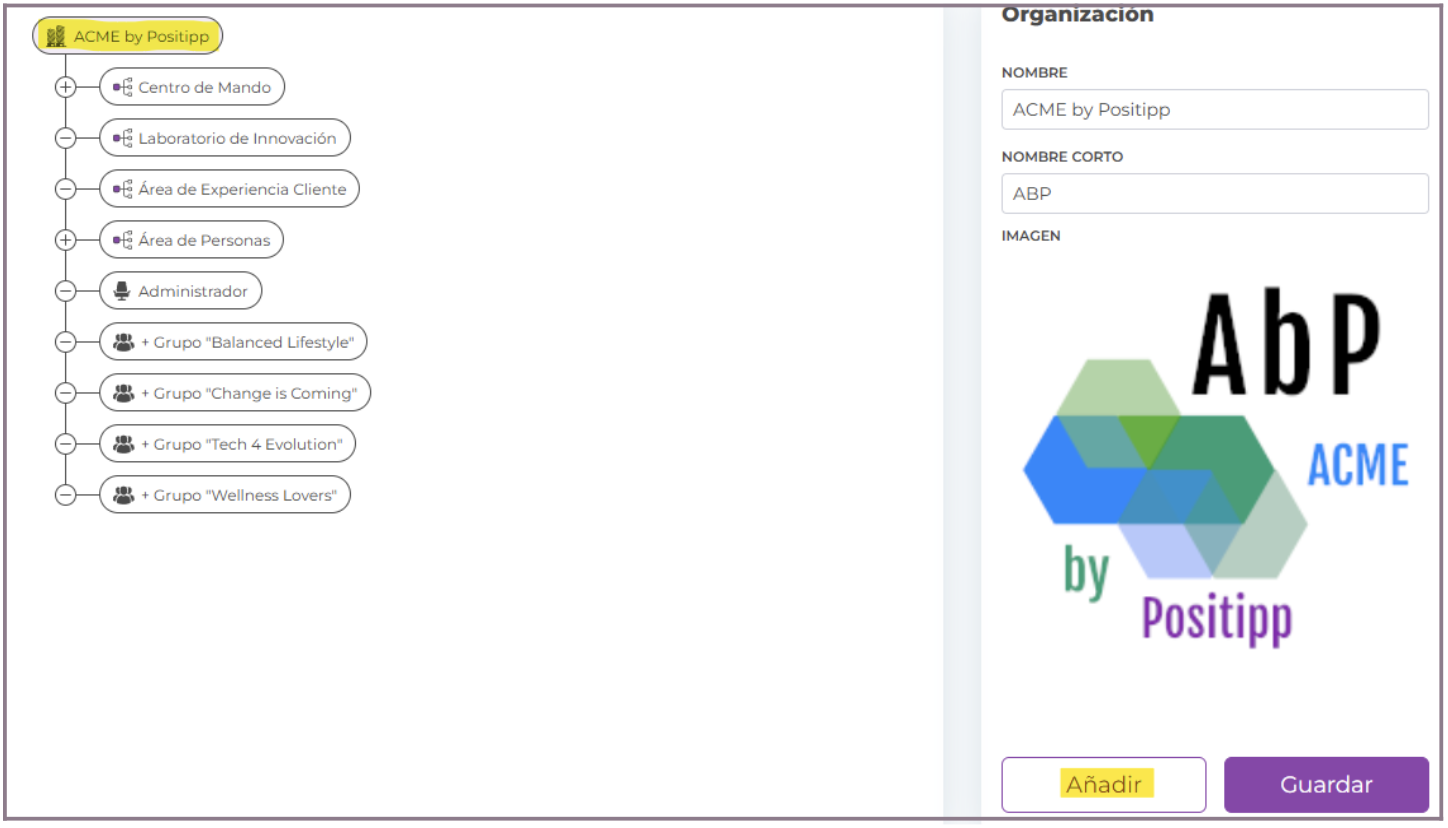 ACME by Positipp
Centro de Mando
Laboratorio de Innovación
Área de Experiencia Cliente
Área de Personas
Administrador
+ Grupo "Balanced Lifestyle"
+ Grupo "Change is Coming"
+ Grupo "Tech 4 Evolution"
+ Grupo "Wellness Lovers"
Organización
NOMBRE
ACME by Positipp
NOMBRE CORTO
ABP
IMAGEN
AbP
ACME
by
Positipp
Añadir
Guardar